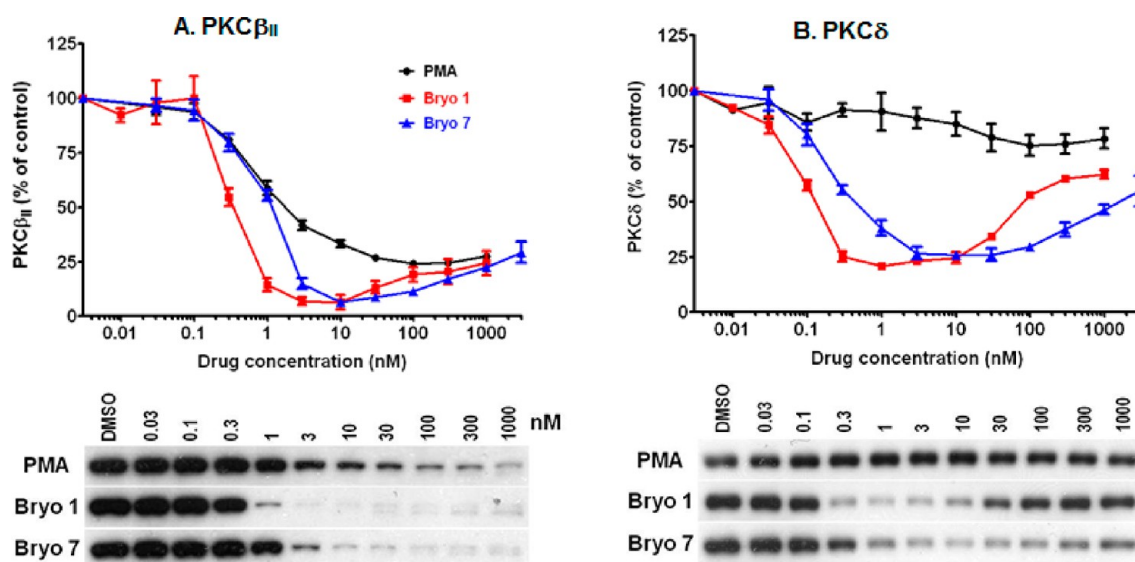 A. PKCβII
125
100
75
50
25
0
PKCβII (% of control)
PMA
Bryo 1
Bryo 7
0.01 0.1 1 10 100 1000
Drug concentration (nM)
B. PKCδ
125
100
75
50
25
0
PKCδ (% of control)
0.01 0.1 1 10 100 1000
Drug concentration (nM)
DMSO 0.03 0.1 0.3 1 3 10 30 100 300 1000 nM
PMA
Bryo 1
Bryo 7
DMSO 0.03 0.1 0.3 1 3 10 30 100 300 1000
PMA
Bryo 1
Bryo 7